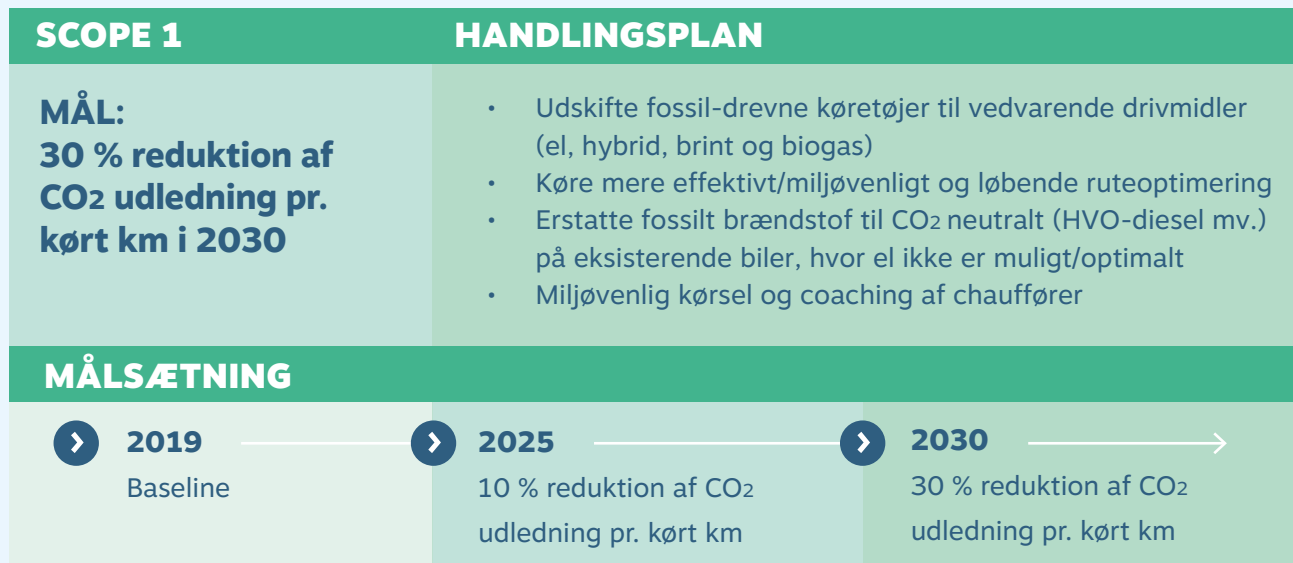 SCOPE 1
HANDLINGSPLAN
MÅL:
30 % reduktion af
CO2 udledning pr.
kørt km i 2030
• Udskifte fossil-drevne køretøjer til vedvarende drivmidler
(el, hybrid, brint og biogas)
• Køre mere effektivt/miljøvenligt og løbende ruteoptimering
• Erstatte fossilt brændstof til CO2 neutralt (HVO-diesel mv.)
på eksisterende biler, hvor el ikke er muligt/optimalt
• Miljøvenlig kørsel og coaching af chauffører
MÅLSÆTNING
2019
Baseline
2025
10 % reduktion af CO2
udledning pr. kørt km
2030
30 % reduktion af CO2
udledning pr. kørt km